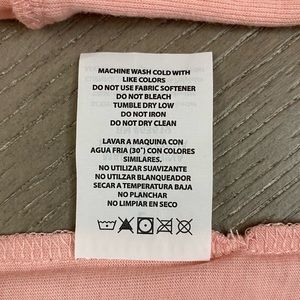 MACHINE WASH COLD WITH
LIKE COLORS
DO NOT USE FABRIC SOFTENER
DO NOT BLEACH
TUMBLE DRY LOW
DO NOT IRON
DO NOT DRY CLEAN
LAVAR A MAQUINA CON
AGUA FRIA (30°) CON COLORES
SIMILARES.
NO UTILIZAR SUAVIZANTE
NO UTILIZAR BLANQUEADOR
SECAR A TEMPERATURA BAJA
NO PLANCHAR
NO LIMPIAR EN SECO